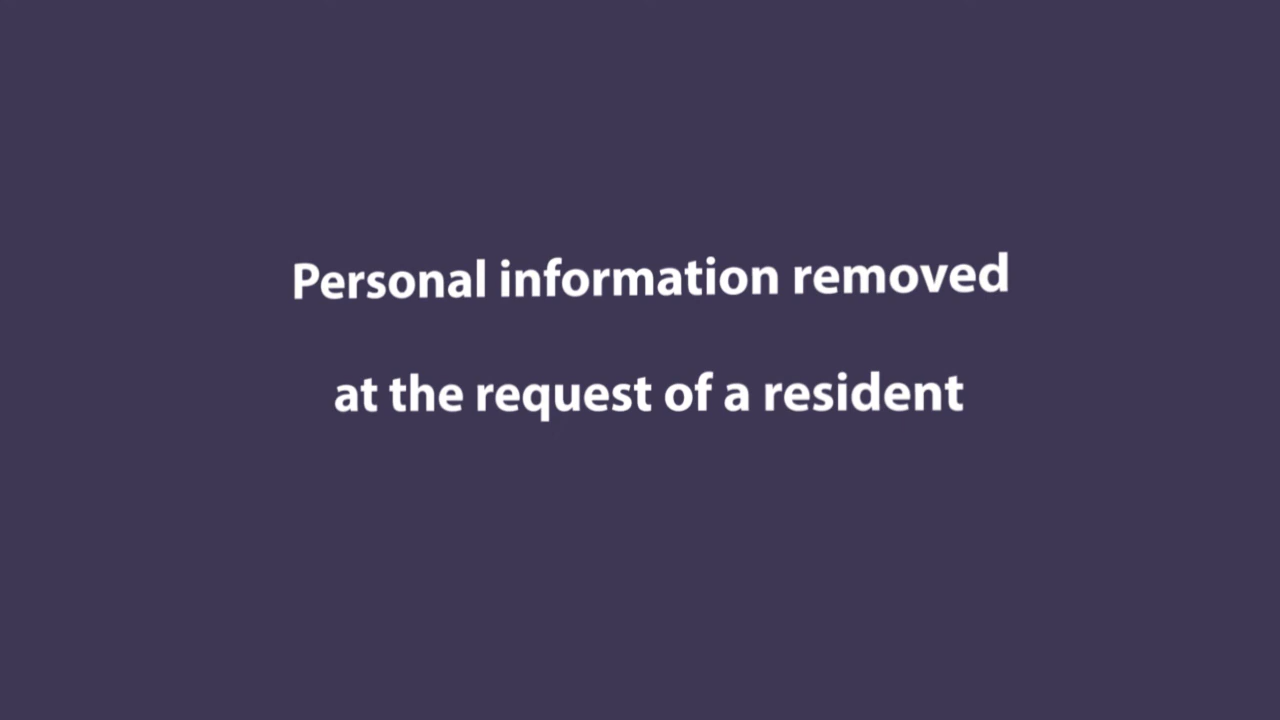 Personal information removed
at the request of a resident